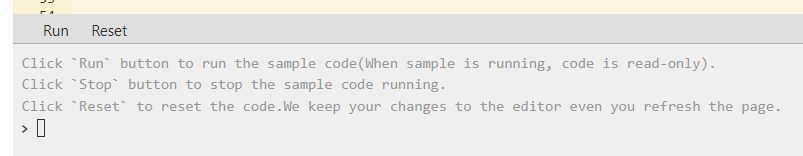 Run Reset
Click `Run` button to run the sample code(When sample is running, code is read-only).
Click `Stop` button to stop the sample code running.
Click `Reset` to reset the code.We keep your changes to the editor even you refresh the page.
>